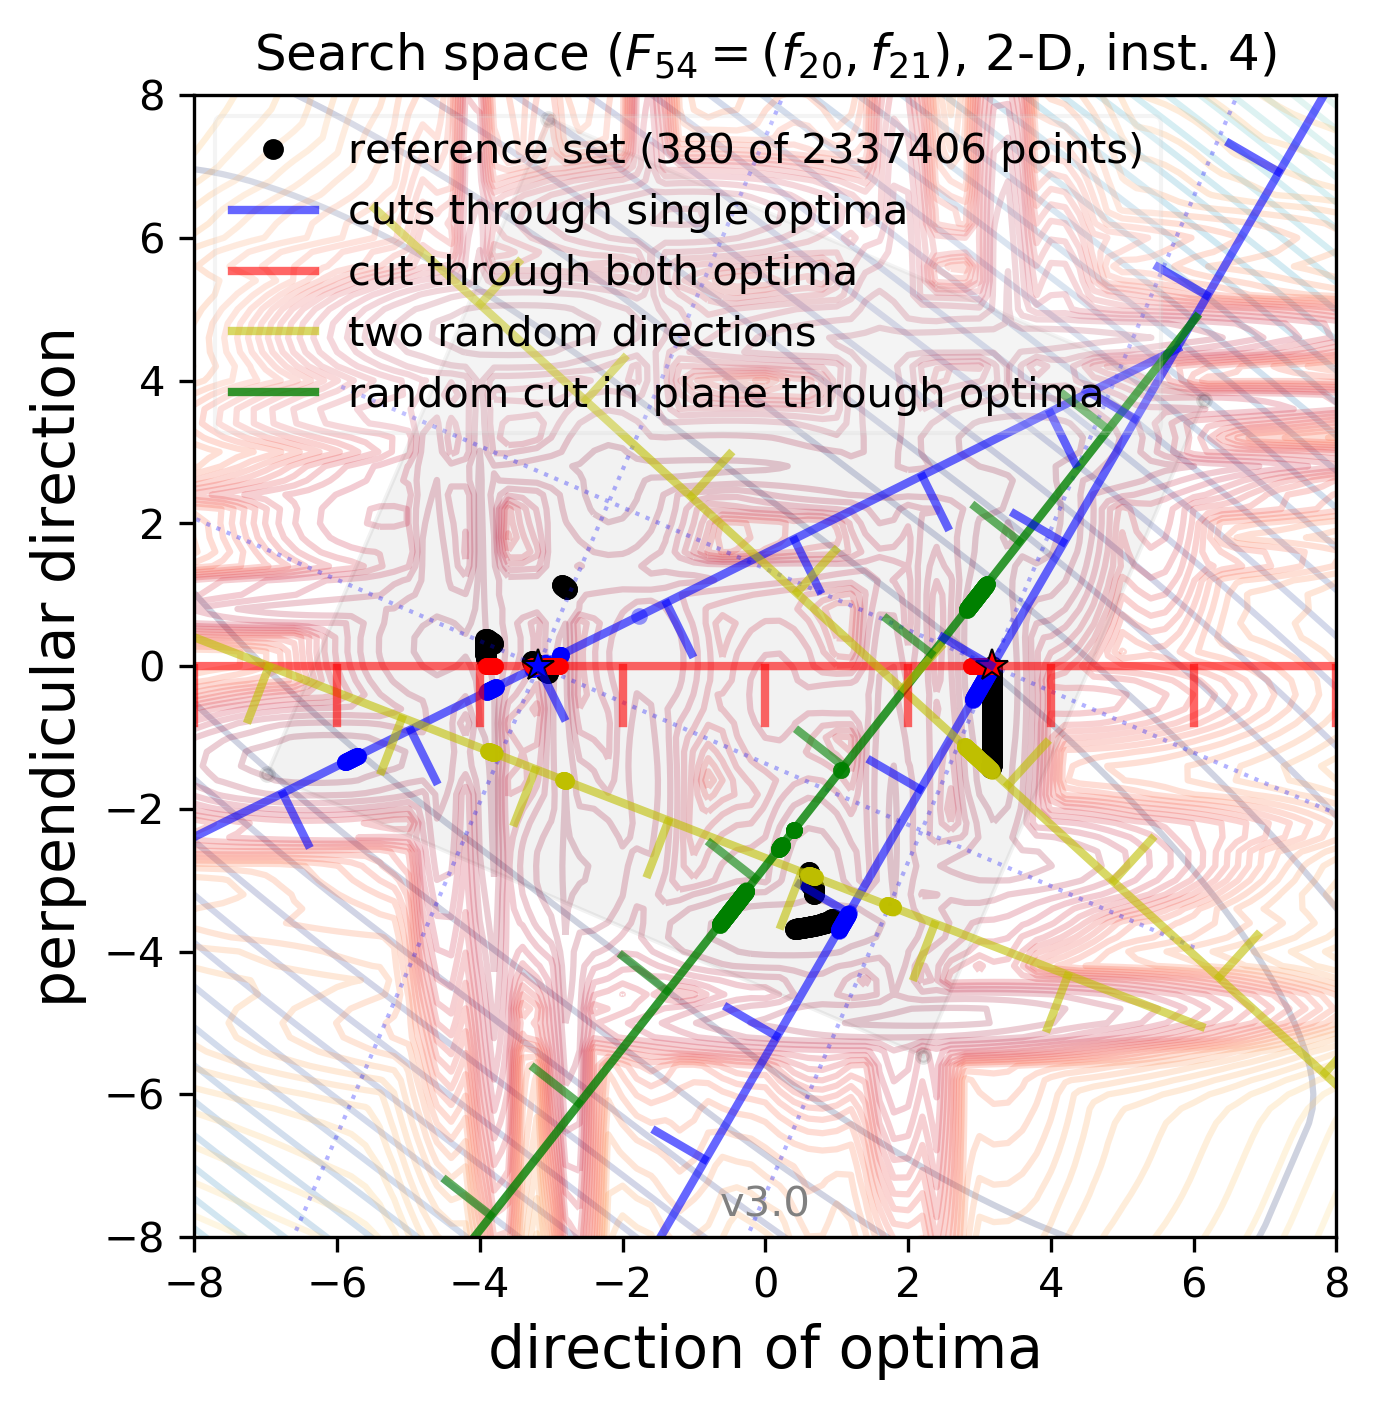 Search space (F54 = (f20, f21), 2-D, inst. 4)
8
reference set (380 of 2337406 points)
cuts through single optima
6
cut through both optima
two random directions
4
random cut in plane through optima
2
0
−2
−4
−6
−8
perpendicular direction
v3.0
−8 −6 −4 −2 0 2 4 6 8
direction of optima